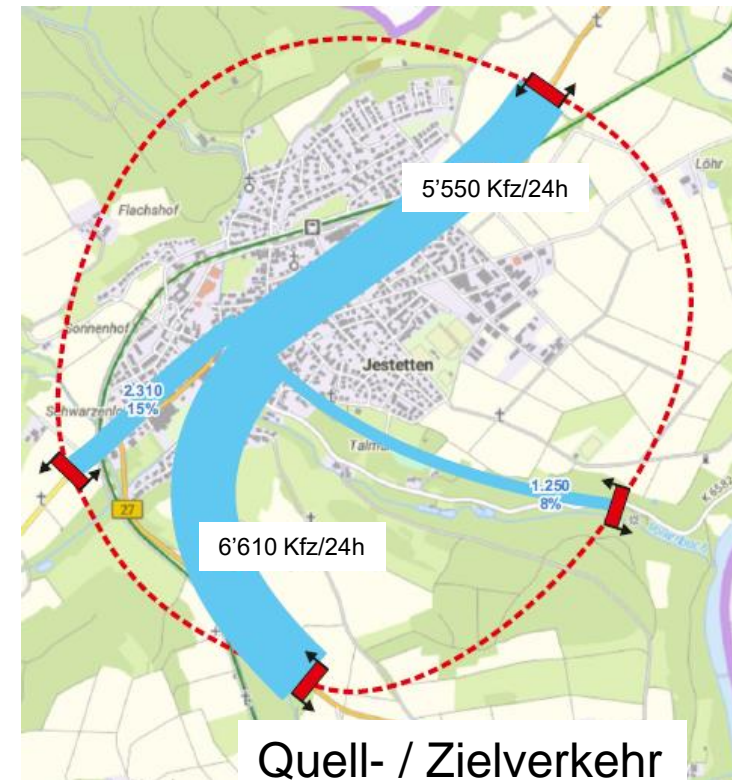 5’550 Kfz/24h
Löhr
Flachshof
Sonnenhof
Jestetten
2.310
15%
1.250
8%
27
6’610 Kfz/24h
Quell- / Zielverkehr